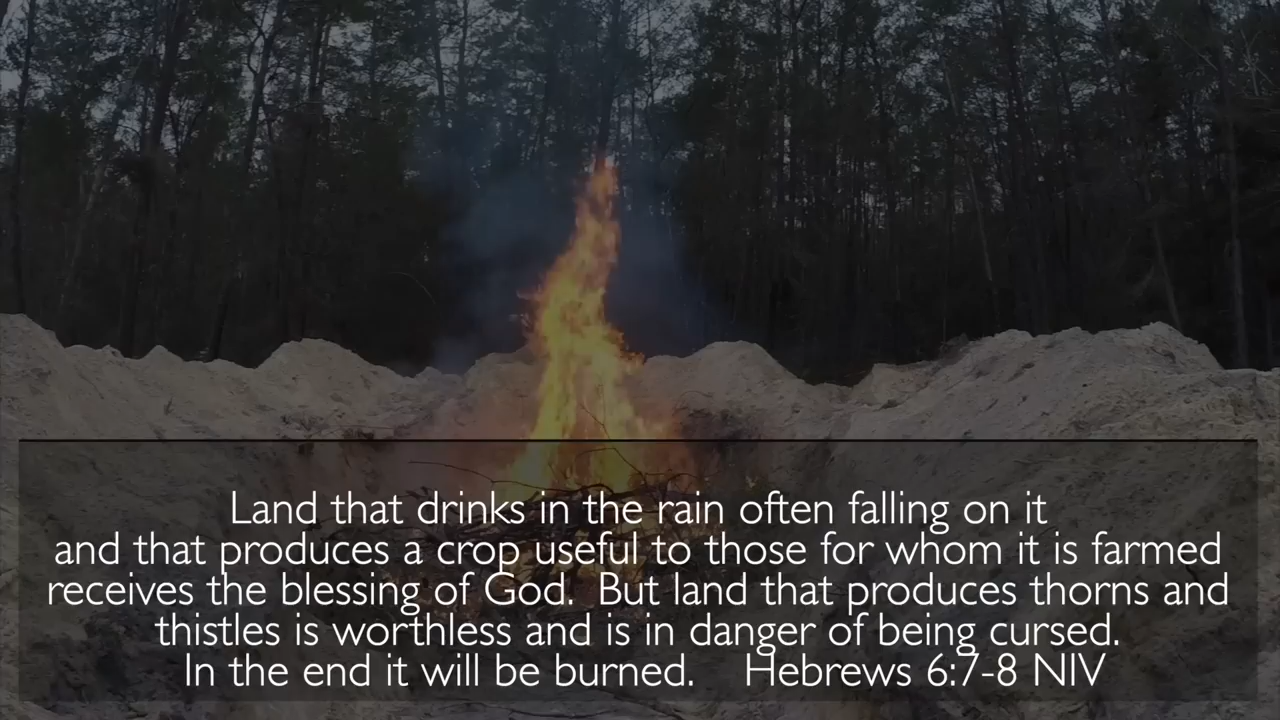 Land that drinks in the rain often falling on it
and that produces a crop useful to those for whom it is farmed
receives the blessing of God.  But land that produces thorns and
thistles is worthless and is in danger of being cursed.
In the end it will be burned.    Hebrews 6:7-8 NIV